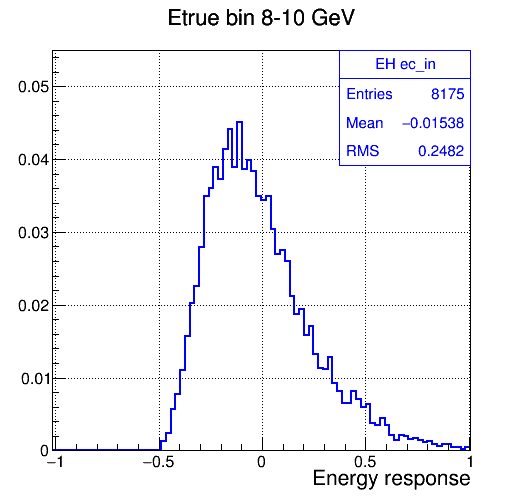 Etrue bin 8-10 GeV
EH ec_in
Entries 8175
Mean −0.01538
RMS 0.2482
0.05
0.04
0.03
0.02
0.01
0
−1 −0.5 0 0.5 1
Energy response